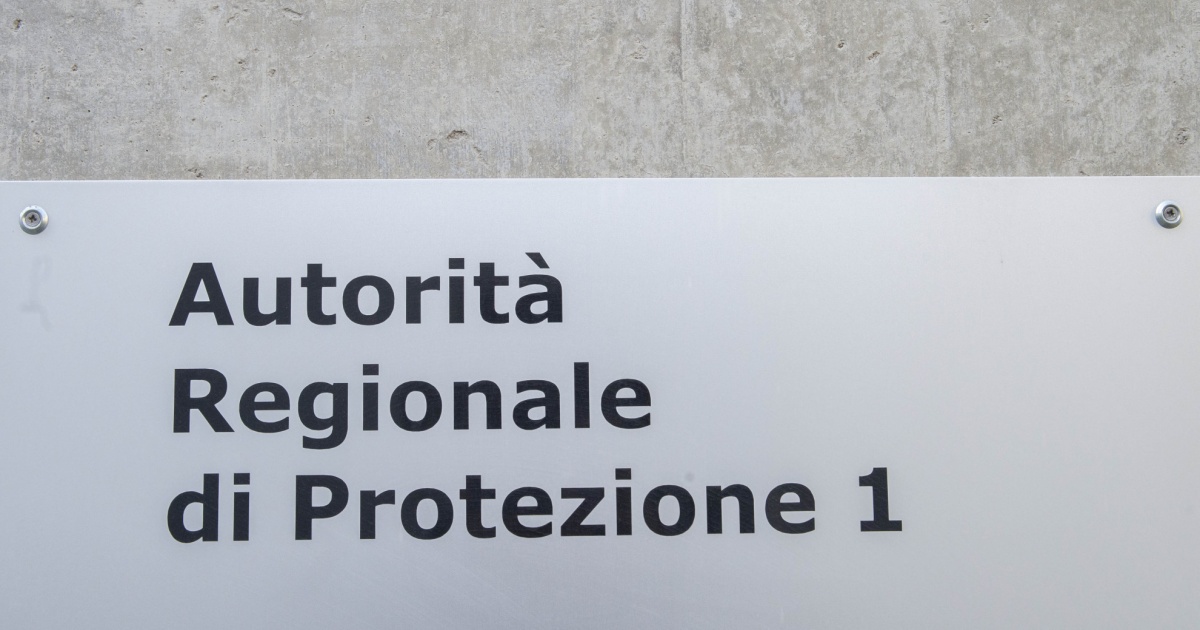 Autorità
Regionale
di Protezione 1